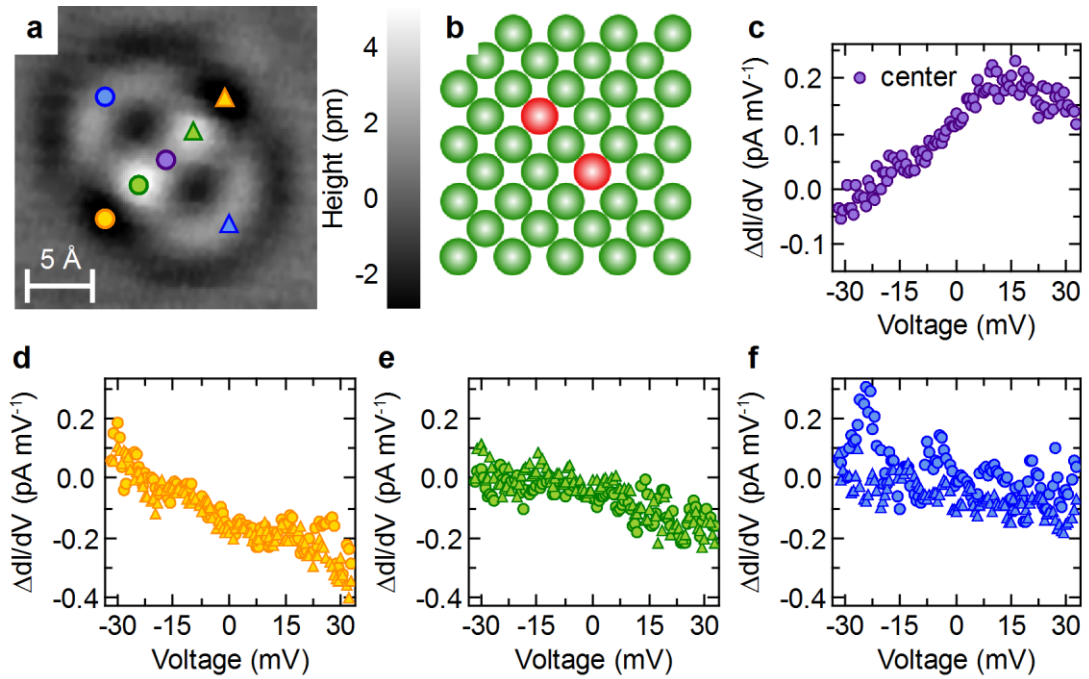 a
5 Å
4
2
0
-2
Height (pm)
b
c
center
0.2
0.1
0.0
-0.1
ΔdI/dV (pA mV⁻¹)
-30 -15 0 15 30
Voltage (mV)
d
0.2
0.0
-0.2
-0.4
ΔdI/dV (pA mV⁻¹)
-30 -15 0 15 30
Voltage (mV)
e
0.2
0.0
-0.2
-0.4
ΔdI/dV (pA mV⁻¹)
-30 -15 0 15 30
Voltage (mV)
f
0.2
0.0
-0.2
-0.4
ΔdI/dV (pA mV⁻¹)
-30 -15 0 15 30
Voltage (mV)